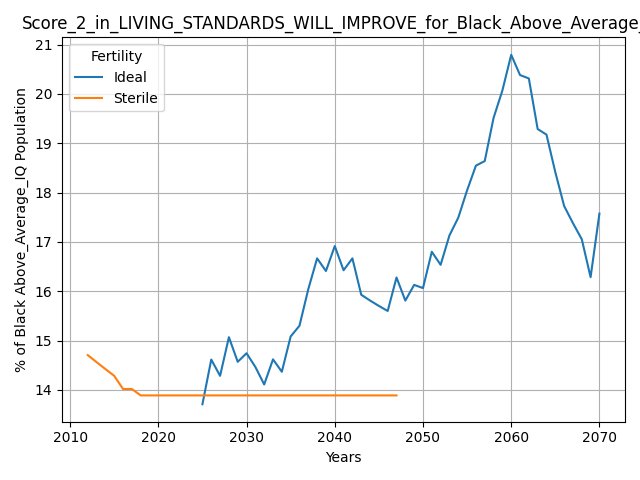 Score_2_in_LIVING_STANDARDS_WILL_IMPROVE_for_Black_Above_Average_
Fertility
Ideal
Sterile
% of Black Above_Average_IQ Population
21
20
19
18
17
16
15
14
2010
2020
2030
2040
2050
2060
2070
Years